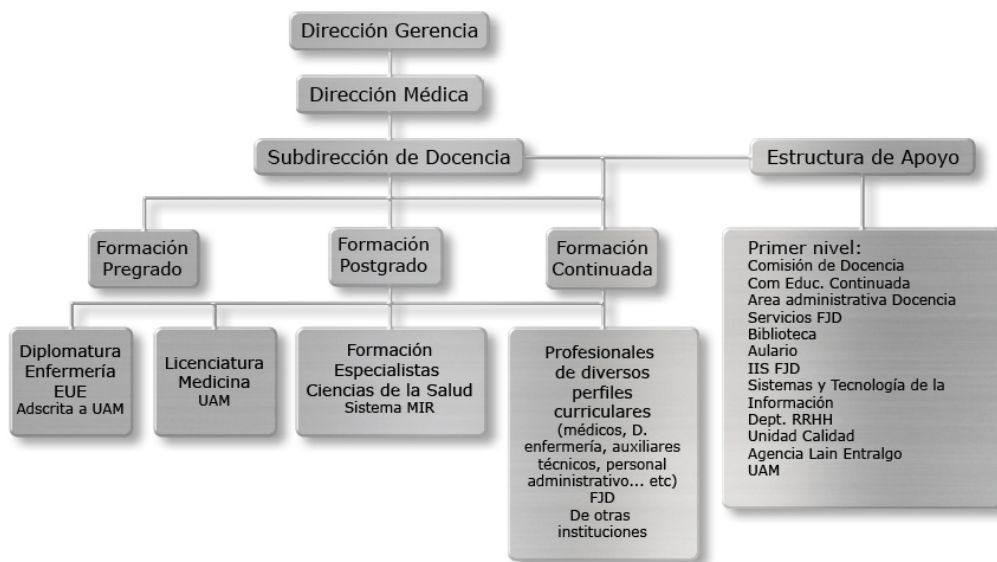 Dirección Gerencia
Dirección Médica
Subdirección de Docencia
Estructura de Apoyo
Formación
Pregrado
Formación
Postgrado
Formación
Continuada
Diplomatura
Enfermería
EUE
Adscrita a UAM
Licenciatura
Medicina
UAM
Formación
Especialistas
Ciencias de la Salud
Sistema MIR
Profesionales
de diversos
perfiles
curriculares
(médicos, D.
enfermería, auxiliares
técnicos, personal
administrativo... etc)
FJD
De otras
instituciones
Primer nivel:
Comisión de Docencia
Com Educ. Continuada
Area administrativa Docencia
Servicios FJD
Biblioteca
Aulario
IIS FJD
Sistemas y Tecnología de la
Información
Dept. RRHH
Unidad Calidad
Agencia Lain Entralgo
UAM